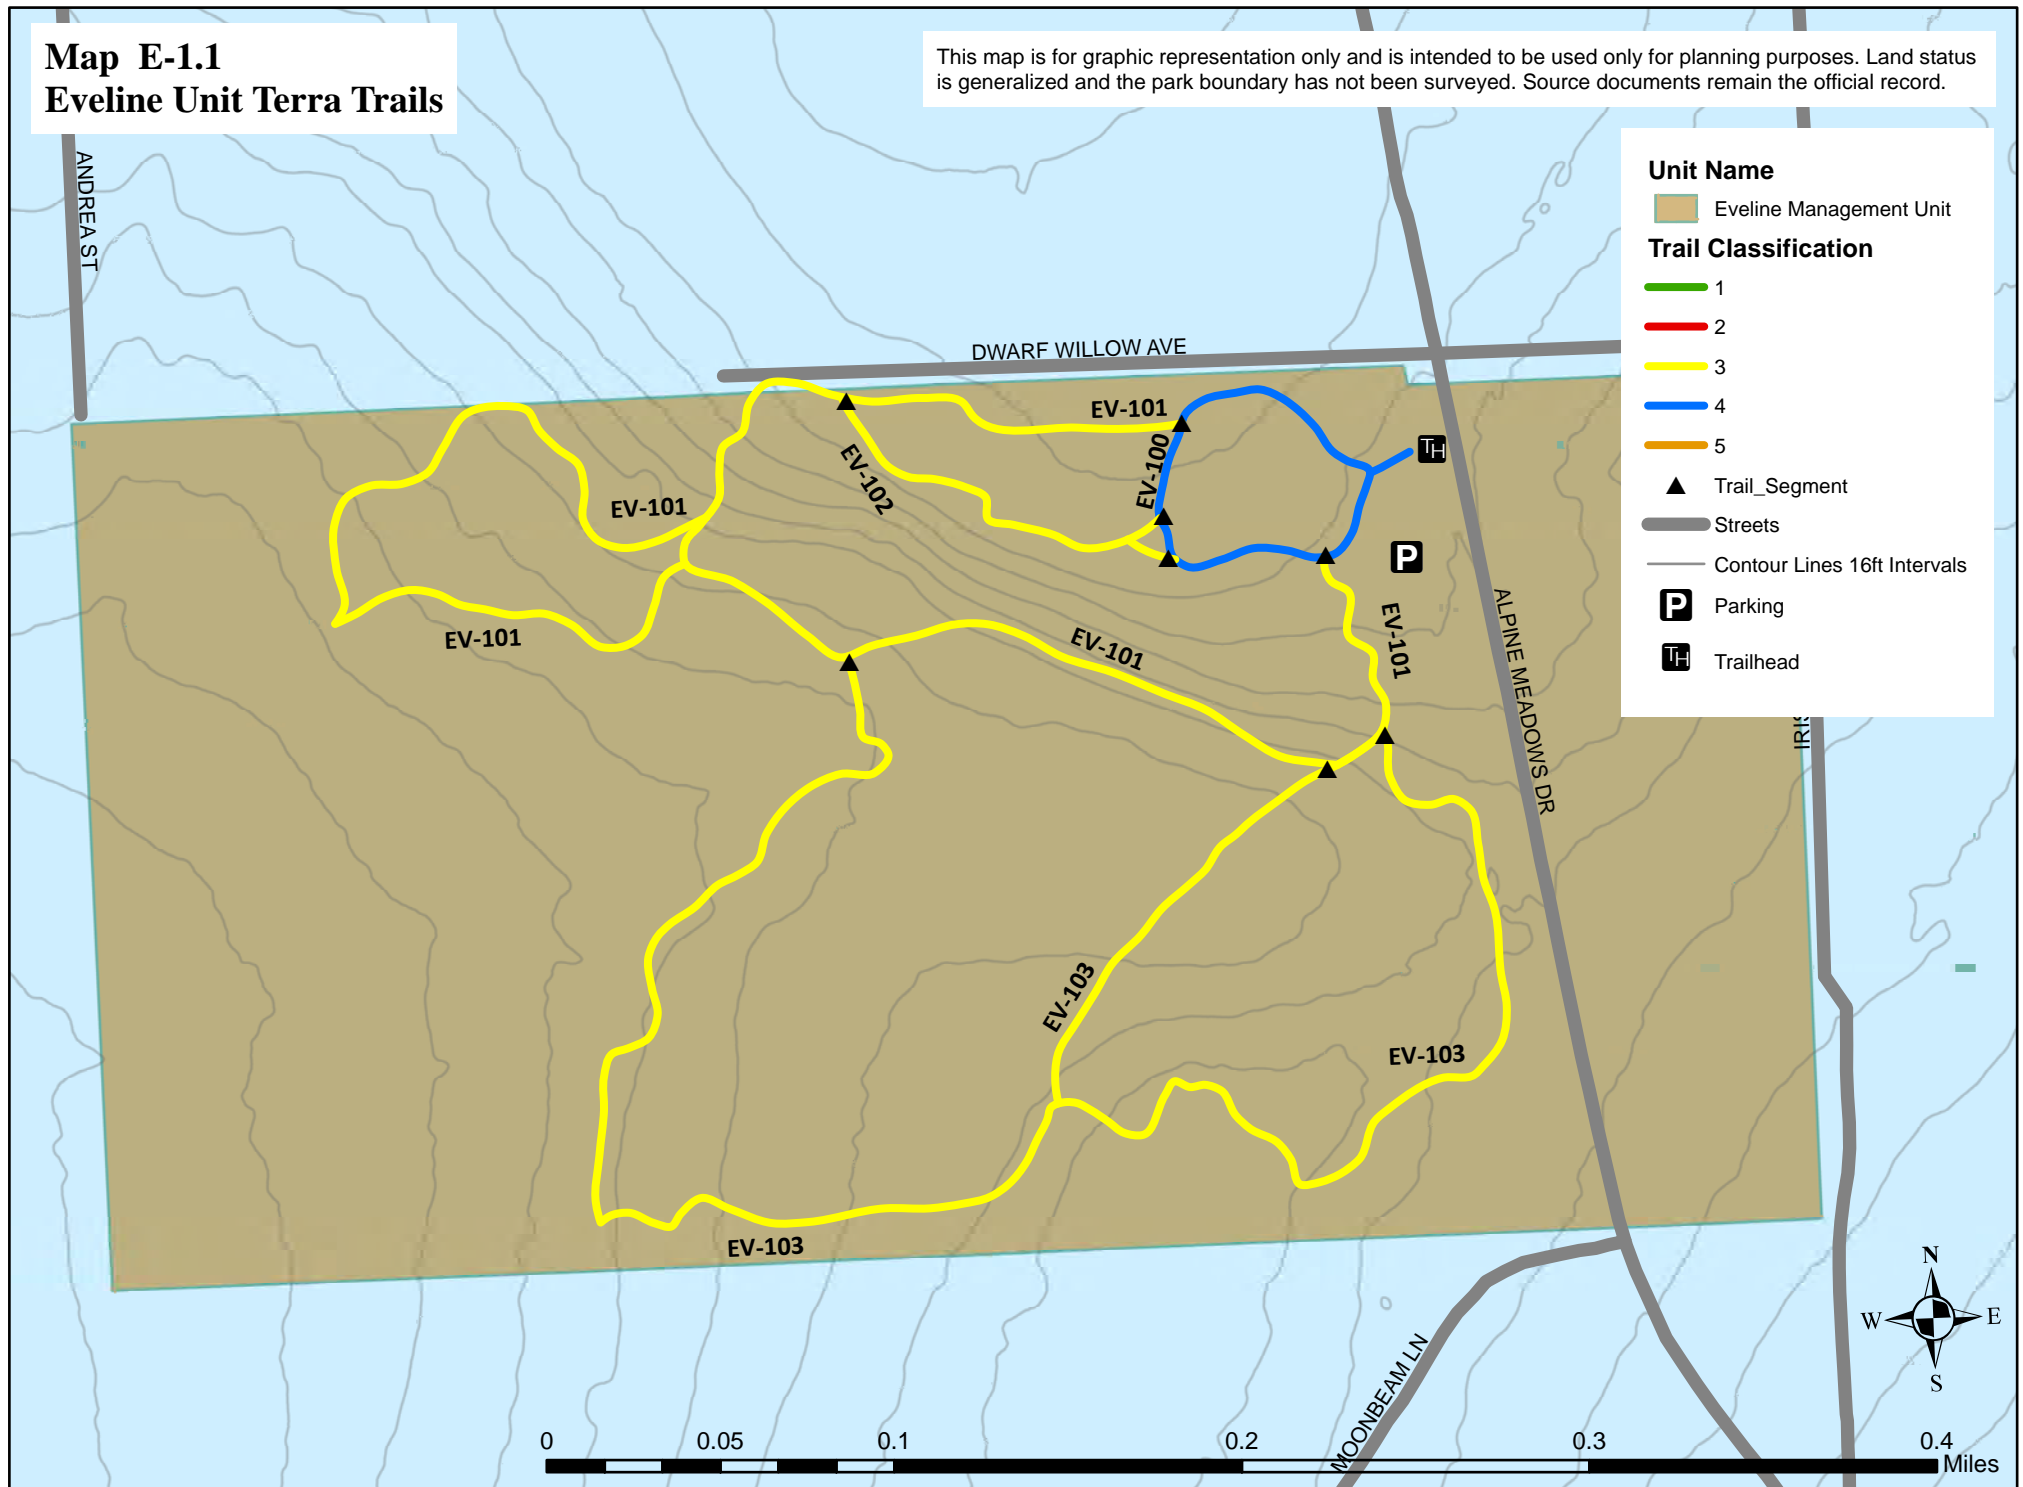 Map E-1.1
Eveline Unit Terra Trails
This map is for graphic representation only and is intended to be used only for planning purposes. Land status
is generalized and the park boundary has not been surveyed. Source documents remain the official record.
Unit Name
Eveline Management Unit
Trail Classification
1
2
3
4
5
Trail_Segment
Streets
Contour Lines 16ft Intervals
P Parking
TH Trailhead
ANDREA ST
DWARF WILLOW AVE
EV-101
EV-100
TH
EV-102
EV-101
P
EV-101
EV-101
EV-101
ALPINE MEADOWS DR
IRIS
EV-103
EV-103
EV-103
MOONBEAM LN
N
W
E
S
0 0.05 0.1 0.2 0.3 0.4
Miles